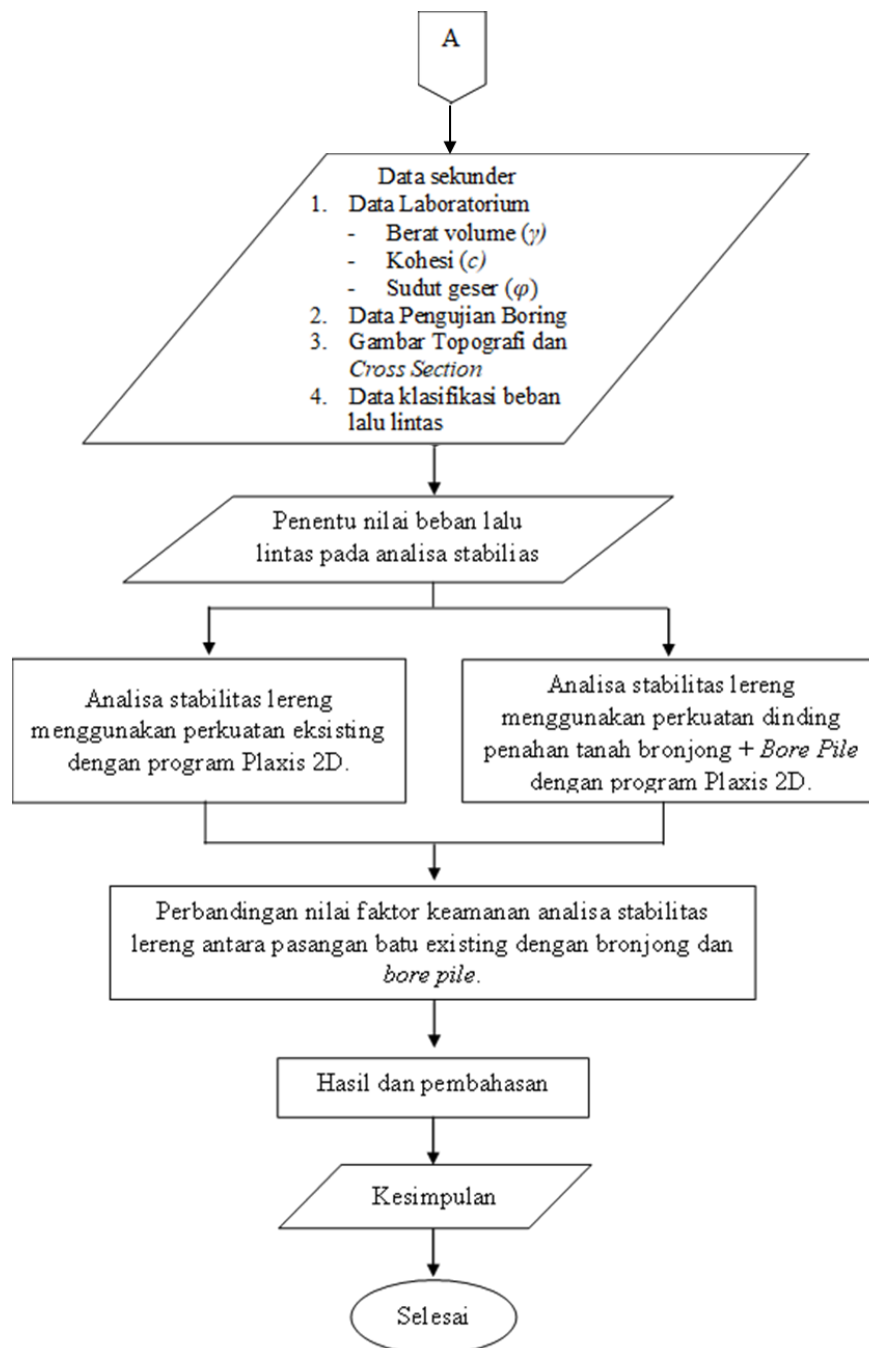 A
Data sekunder
1. Data Laboratorium
- Berat volume (γ)
- Kohesi (c)
- Sudut geser (φ)
2. Data Pengujian Boring
3. Gambar Topografi dan
Cross Section
4. Data klasifikasi beban
lalu lintas
Penentu nilai beban lalu
lintas pada analisa stabilias
Analisa stabilitas lereng
menggunakan perkuatan eksisting
dengan program Plaxis 2D.
Analisa stabilitas lereng
menggunakan perkuatan dinding
penahan tanah bronjong + Bore Pile
dengan program Plaxis 2D.
Perbandingan nilai faktor keamanan analisa stabilitas
lereng antara pasangan batu existing dengan bronjong dan
bore pile.
Hasil dan pembahasan
Kesimpulan
Selesai